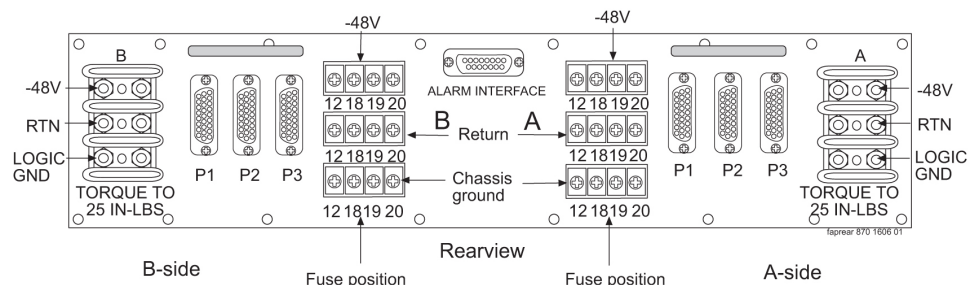 -48V
-48V
B
A
ALARM INTERFACE
-48V
RTN
LOGIC
GND
12 18 19 20
12 18 19 20
-48V
RTN
LOGIC
GND
B Return A
12 18 19 20
12 18 19 20
P1 P2 P3
P1 P2 P3
Chassis
ground
TORQUE TO
25 IN-LBS
12 18 19 20
12 18 19 20
TORQUE TO
25 IN-LBS
faprear 870 1606 01
Rearview
B-side
A-side
Fuse position
Fuse position